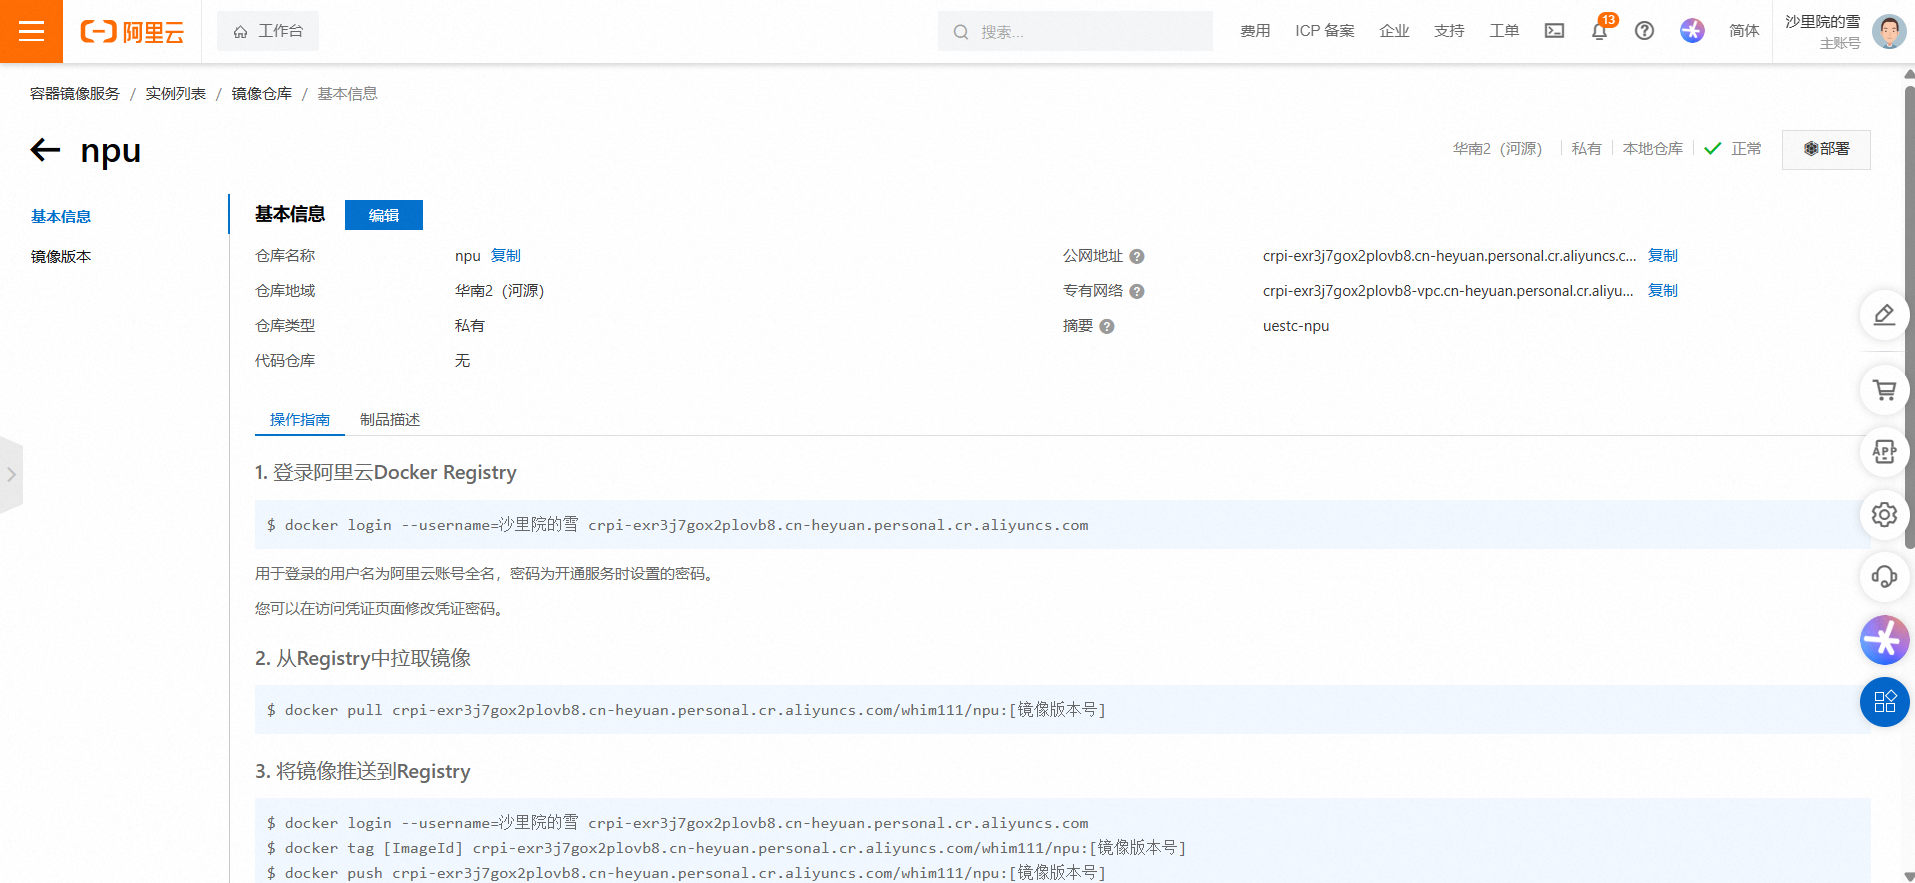 阿里云
工作台
搜索...
费用
ICP 备案
企业
支持
工单
13
简体
沙里院的雪
主账号
容器镜像服务 / 实例列表 / 镜像仓库 / 基本信息
npu
华南2（河源）
私有
本地仓库
正常
部署
基本信息
镜像版本
基本信息
编辑
仓库名称 npu 复制
公网地址 crpi-exr3j7gox2plovb8.cn-heyuan.personal.cr.aliyuncs.c... 复制
仓库地域 华南2（河源）
专有网络 crpi-exr3j7gox2plovb8-vpc.cn-heyuan.personal.cr.aliyu... 复制
仓库类型 私有
摘要 uestc-npu
代码仓库 无
操作指南 制品描述
1. 登录阿里云Docker Registry
$ docker login --username=沙里院的雪 crpi-exr3j7gox2plovb8.cn-heyuan.personal.cr.aliyuncs.com
用于登录的用户名为阿里云账号全名，密码为开通服务时设置的密码。
您可以在访问凭证页面修改凭证密码。
2. 从Registry中拉取镜像
$ docker pull crpi-exr3j7gox2plovb8.cn-heyuan.personal.cr.aliyuncs.com/whim111/npu:[镜像版本号]
3. 将镜像推送到Registry
$ docker login --username=沙里院的雪 crpi-exr3j7gox2plovb8.cn-heyuan.personal.cr.aliyuncs.com
$ docker tag [ImageId] crpi-exr3j7gox2plovb8.cn-heyuan.personal.cr.aliyuncs.com/whim111/npu:[镜像版本号]
$ docker push crpi-exr3j7gox2plovb8.cn-heyuan.personal.cr.aliyuncs.com/whim111/npu:[镜像版本号]
APP